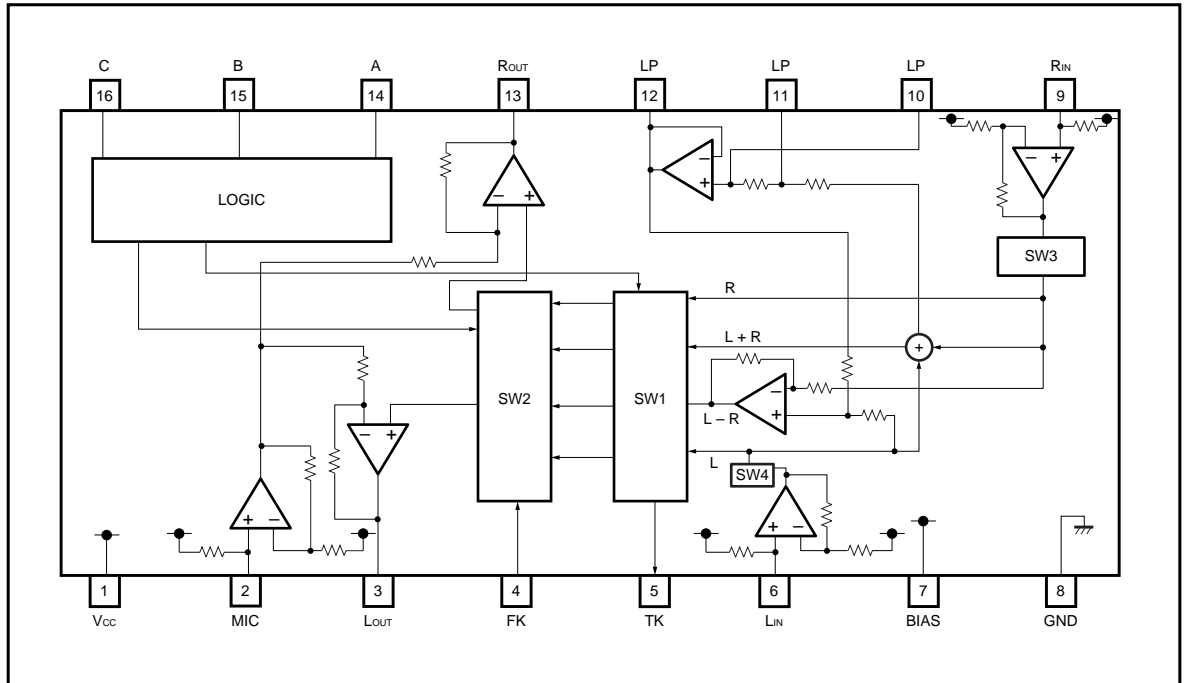 C B A ROUT LP LP LP RIN
16 15 14 13 12 11 10 9
− +
− +
− +
LOGIC
SW3
R
L + R
+
SW2 SW1
− +
− +
L – R
L
SW4
+ −
+ −
1 2 3 4 5 6 7 8
VCC MIC LOUT FK TK LIN BIAS GND